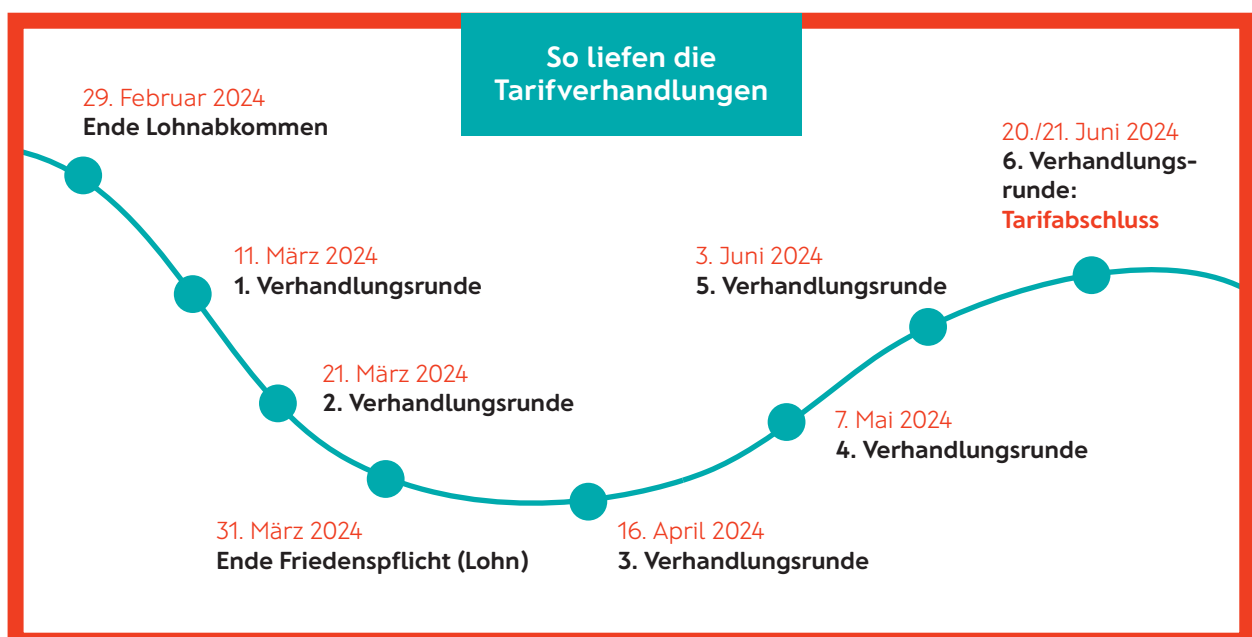 So liefen die
Tarifverhandlungen
29. Februar 2024
Ende Lohnabkommen
11. März 2024
1. Verhandlungsrunde
21. März 2024
2. Verhandlungsrunde
31. März 2024
Ende Friedenspflicht (Lohn)
16. April 2024
3. Verhandlungsrunde
7. Mai 2024
4. Verhandlungsrunde
3. Juni 2024
5. Verhandlungsrunde
20./21. Juni 2024
6. Verhandlungs-
runde:
Tarifabschluss